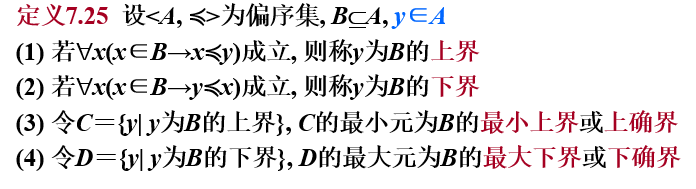 定义7.25 设<A, ≼>为偏序集, B⊆A, y∈A
(1) 若∀x(x∈B→x≼y)成立, 则称y为B的上界
(2) 若∀x(x∈B→y≼x)成立, 则称y为B的下界
(3) 令C={y| y为B的上界}, C的最小元为B的最小上界或上确界
(4) 令D={y| y为B的下界}, D的最大元为B的最大下界或下确界